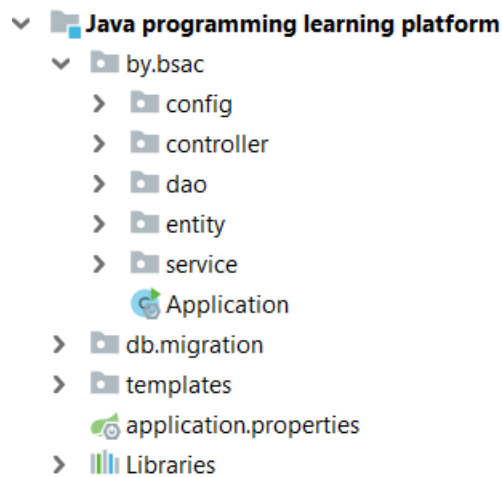 Java programming learning platform
by.bsac
config
controller
dao
entity
service
Application
db.migration
templates
application.properties
Libraries